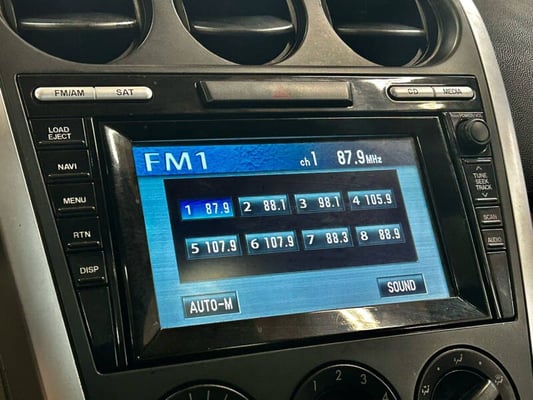 FM/AM SAT
CD MEDIA
LOAD
EJECT
NAVI
MENU
RTN
DISP
FM1 ch1 87.9MHz
1 87.9 2 88.1 3 98.1 4 105.9
5 107.9 6 107.9 7 88.3 8 88.9
AUTO-M SOUND
TUNE
SEEK
TRACK
SCAN
AUDIO
1 2 3 4